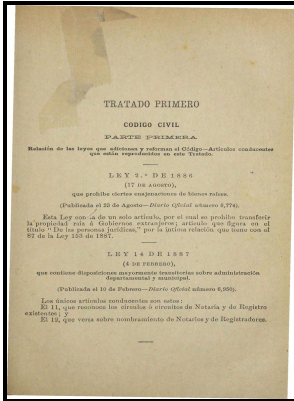 TRATADO PRIMERO
CODIGO CIVIL
PARTE PRIMERA
Relación de las leyes que adicionan y reforman el Código—Artículos conducentes
que están reproducidos en este Tratado.
LEY 2.ª DE 1886
(17 DE AGOSTO),
que prohibe ciertas enajenaciones de bienes raíces.
(Publicada el 22 de Agosto—Diario Oficial número 6,774).
Esta Ley consta de un solo artículo, por el cual se prohibe transferir
la propiedad raíz á Gobiernos extranjeros; artículo que figura en el
título "De las personas jurídicas," por la íntima relación que tiene con el
27 de la Ley 153 de 1887.
LEY 14 DE 1887
(4 DE FEBRERO),
que contiene disposiciones mayormente transitorias sobre administración
departamental y municipal.
(Publicada el 10 de Febrero—Diario Oficial número 6,959).
Los únicos artículos conducentes son estos:
El 11, que reconoce los círculos ó circuitos de Notaría y de Registro
existentes; y
El 12, que versa sobre nombramiento de Notarios y de Registradores.